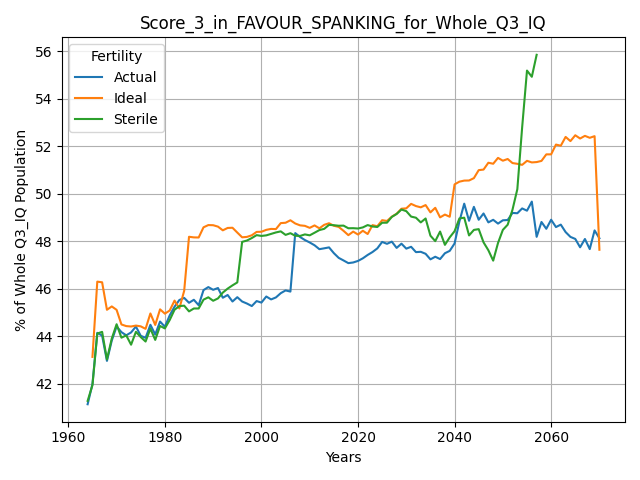 Score_3_in_FAVOUR_SPANKING_for_Whole_Q3_IQ
% of Whole Q3_IQ Population
56
54
52
50
48
46
44
42
Fertility
Actual
Ideal
Sterile
1960 1980 2000 2020 2040 2060
Years